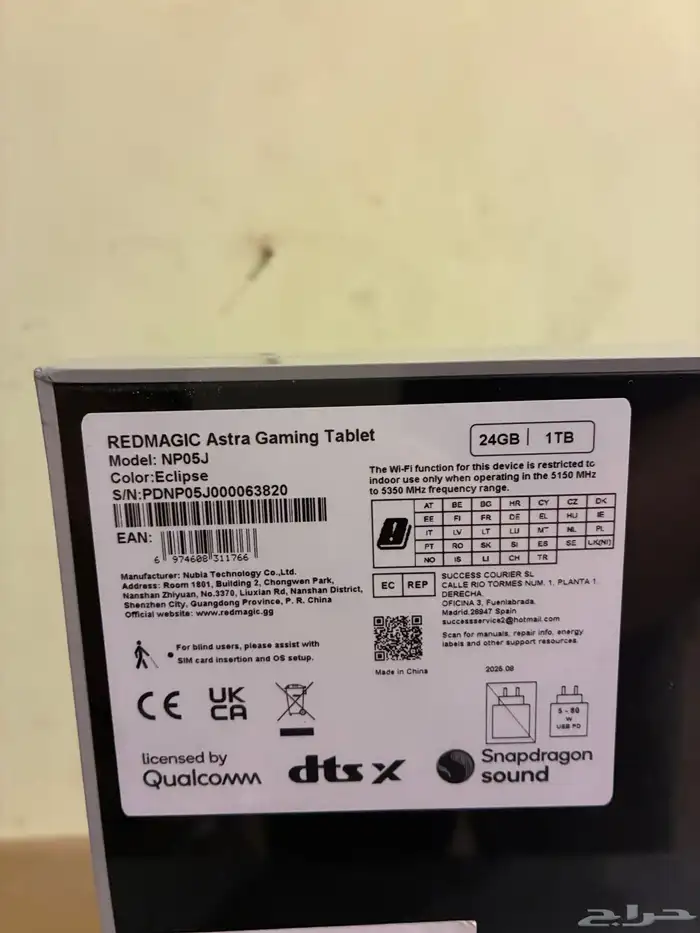 REDMAGIC Astra Gaming Tablet
Model: NP05J
Color:Eclipse
S/N:PDNP05J000063820
EAN:
6 974608 311766
Manufacturer: Nubia Technology Co.,Ltd.
Address: Room 1801, Building 2, Chongwen Park,
Nanshan Zhiyuan, No.3370, Liuxian Rd, Nanshan District,
Shenzhen City, Guangdong Province, P. R. China
Official website: www.redmagic.gg
For blind users, please assist with
SIM card insertion and OS setup.
CE
UK
CA
licensed by
Qualcomm
dts x
24GB | 1TB
The Wi-Fi function for this device is restricted to
indoor use only when operating in the 5150 MHz
to 5350 MHz frequency range.
AT BE BG HR CY CZ DK
EE FI FR DE EL HU IE
IT LV LT LU MT NL PL
PT RO SK SI ES SE UK(NI)
NO IS LI CH TR
EC REP
SUCCESS COURIER SL
CALLE RIO TORMES NUM. 1, PLANTA 1,
DERECHA,
OFICINA 3, Fuenlabrada,
Madrid,28947 Spain
successservice2@hotmail.com
Scan for manuals, repair info, energy
labels and other support resources.
Made in China
2025.08
5 - 80
W
USB PD
Snapdragon
sound
حراج